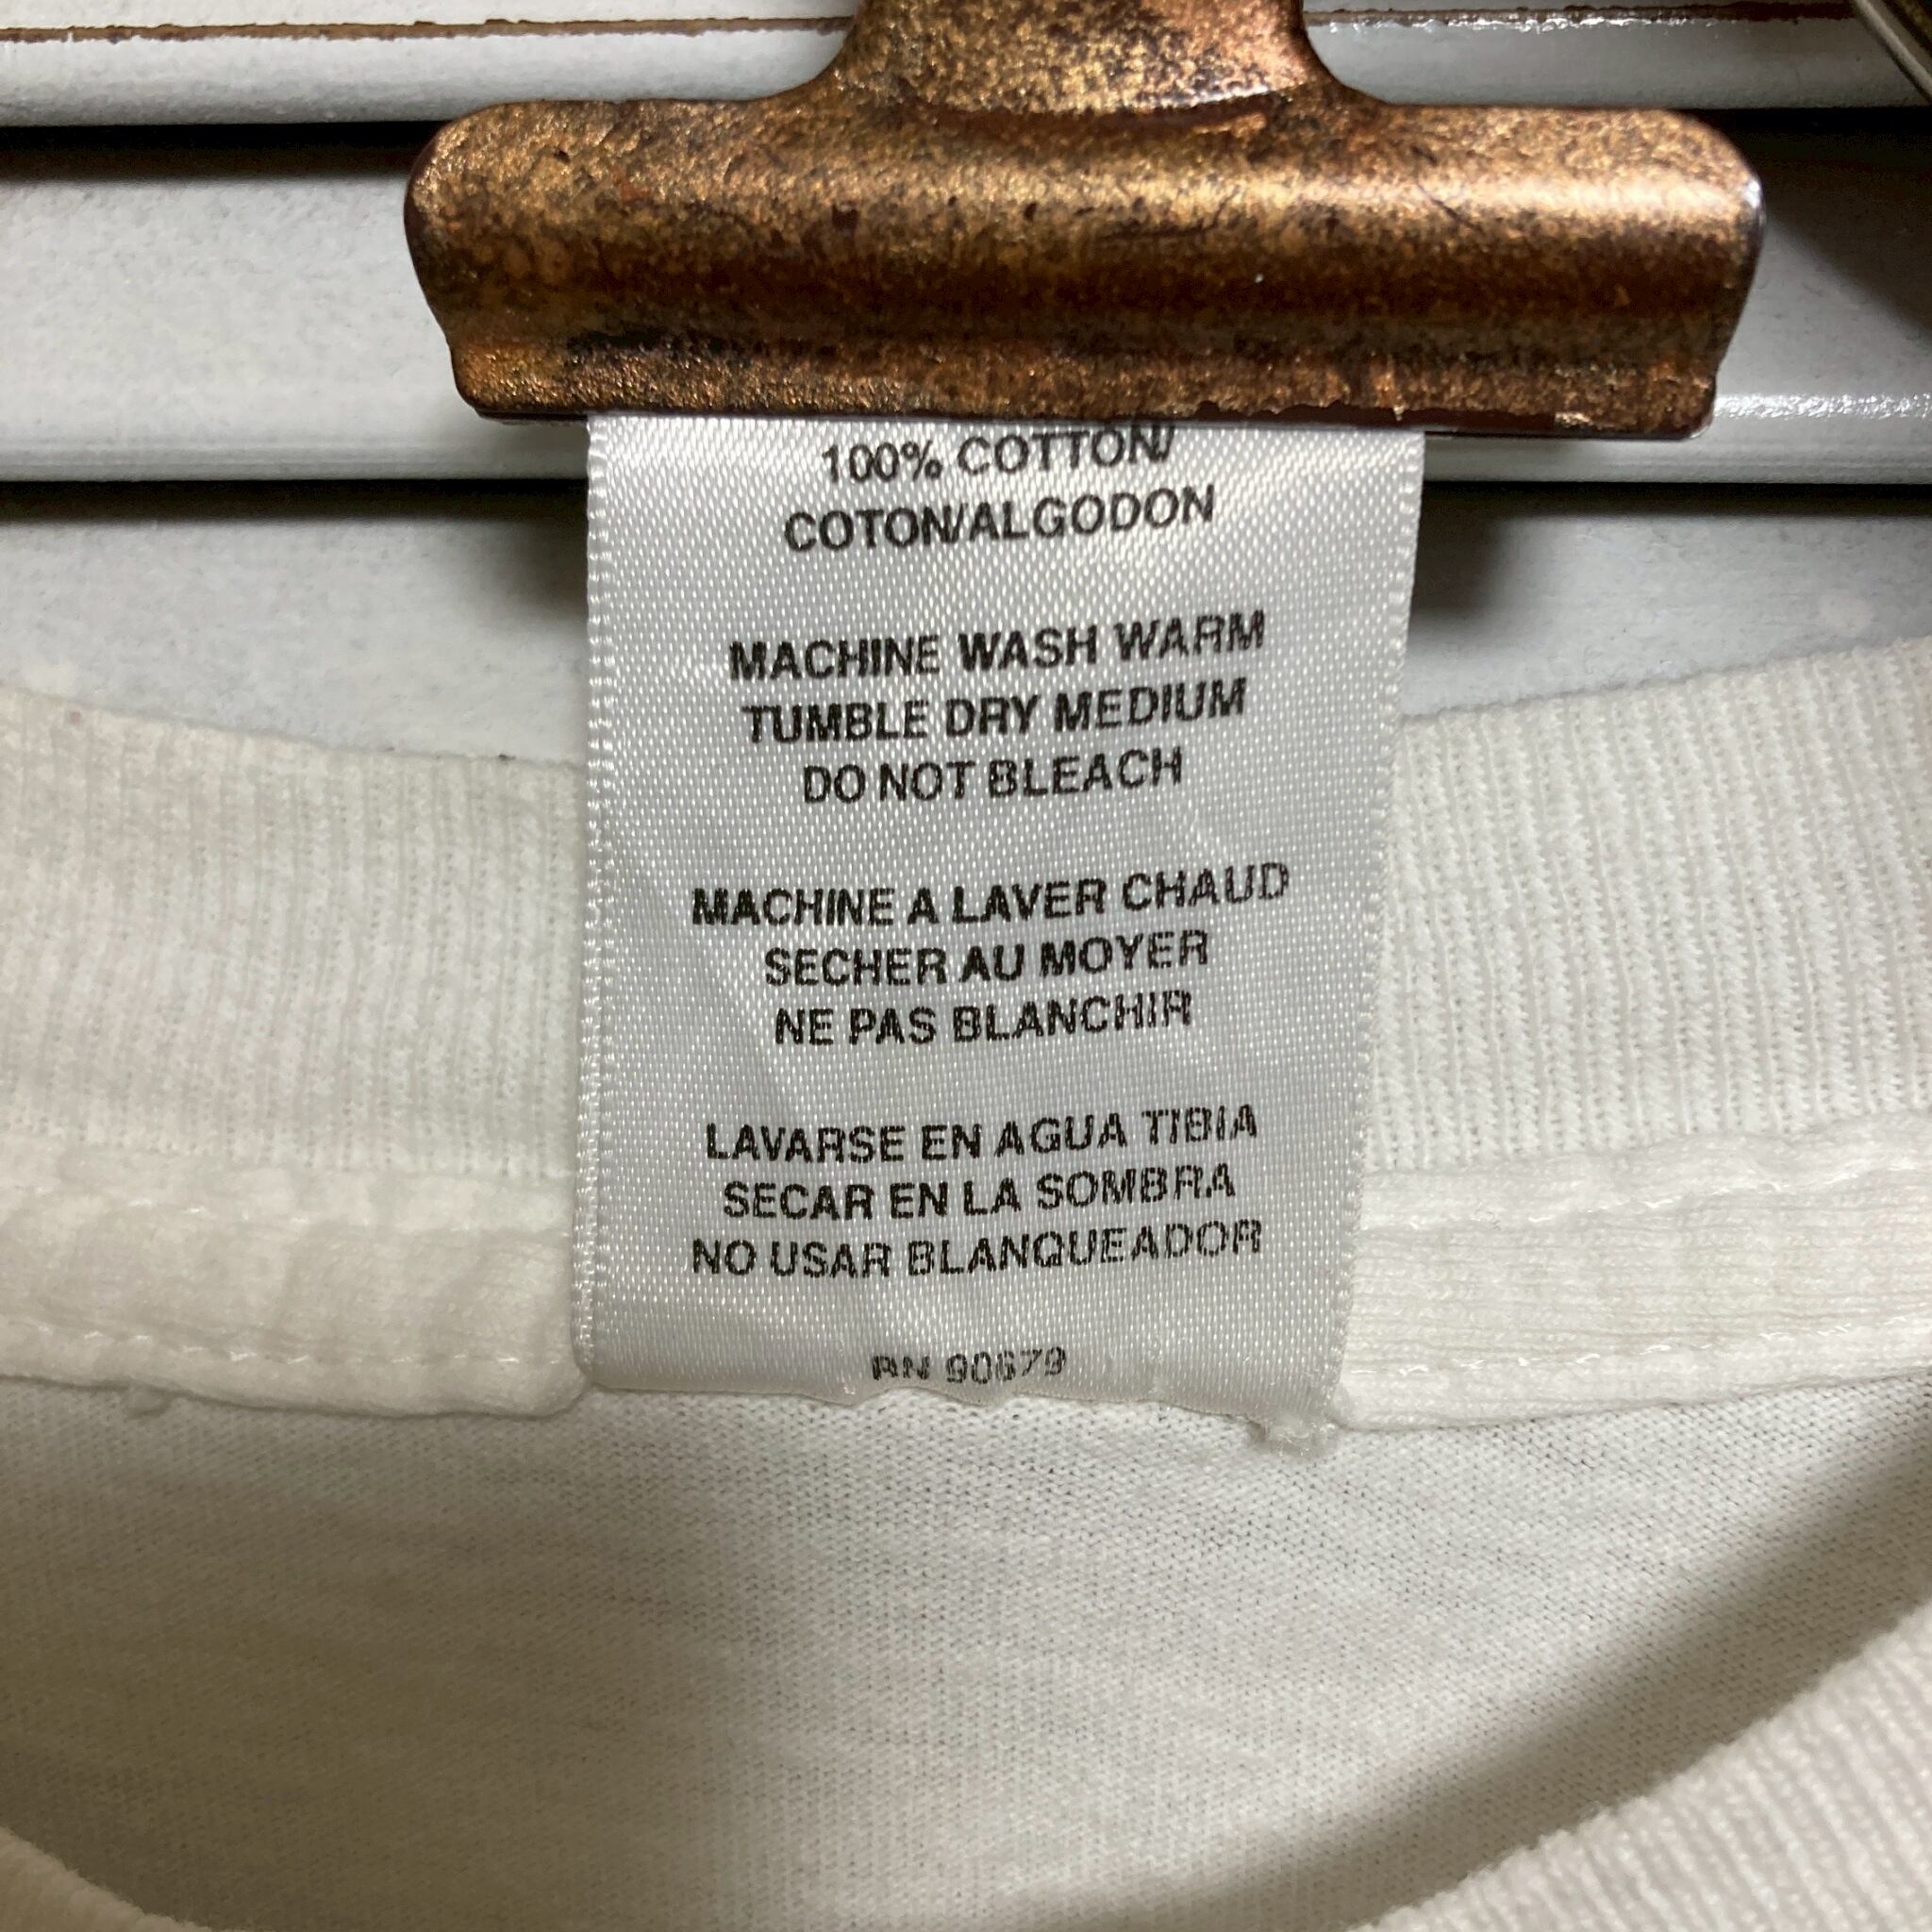 100% COTTON/
COTON/ALGODON
MACHINE WASH WARM
TUMBLE DRY MEDIUM
DO NOT BLEACH
MACHINE A LAVER CHAUD
SECHER AU MOYER
NE PAS BLANCHIR
LAVARSE EN AGUA TIBIA
SECAR EN LA SOMBRA
NO USAR BLANQUEADOR
RN 90679